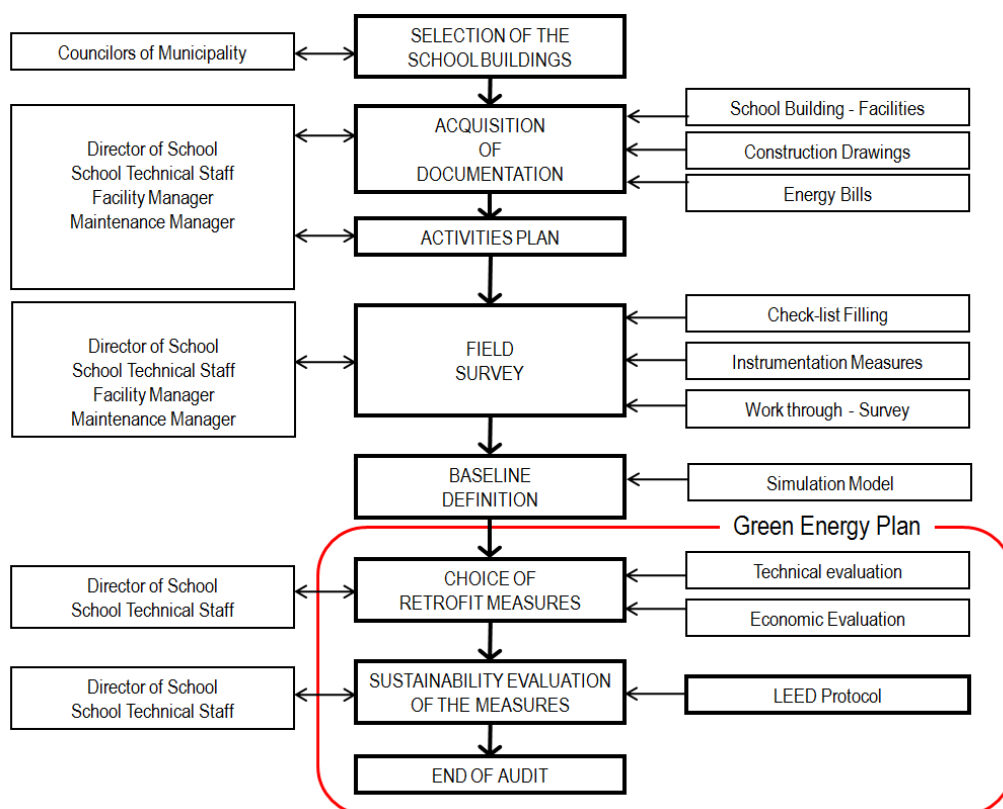 Councilors of Municipality
SELECTION OF THE
SCHOOL BUILDINGS
Director of School
School Technical Staff
Facility Manager
Maintenance Manager
ACQUISITION
OF
DOCUMENTATION
School Building - Facilities
Construction Drawings
Energy Bills
ACTIVITIES PLAN
Director of School
School Technical Staff
Facility Manager
Maintenance Manager
FIELD
SURVEY
Check-list Filling
Instrumentation Measures
Work through - Survey
BASELINE
DEFINITION
Simulation Model
Green Energy Plan
Director of School
School Technical Staff
CHOICE OF
RETROFIT MEASURES
Technical evaluation
Economic Evaluation
Director of School
School Technical Staff
SUSTAINABILITY EVALUATION
OF THE MEASURES
LEED Protocol
END OF AUDIT